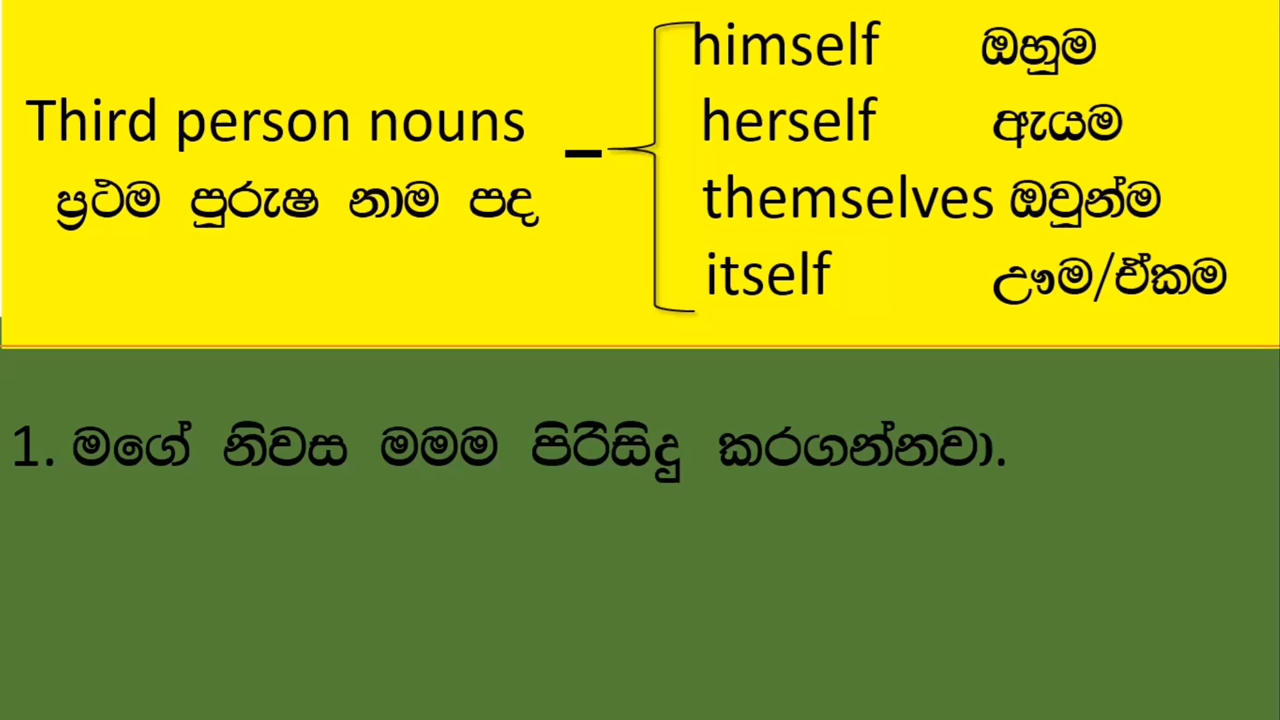 himself ඔහුම
Third person nouns – herself ඇයම
ප්‍රථම පුරුෂ නාම පද themselves ඔවුන්ම
itself ඌම/ඒකම
1. මගේ නිවස මමම පිරිසිදු කරගන්නවා.